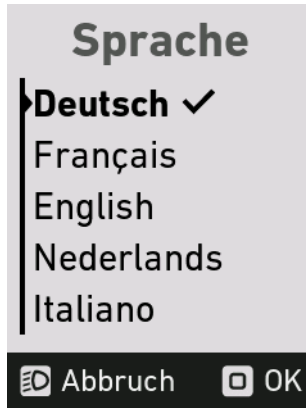 Sprache
Deutsch
Français
English
Nederlands
Italiano
Abbruch OK